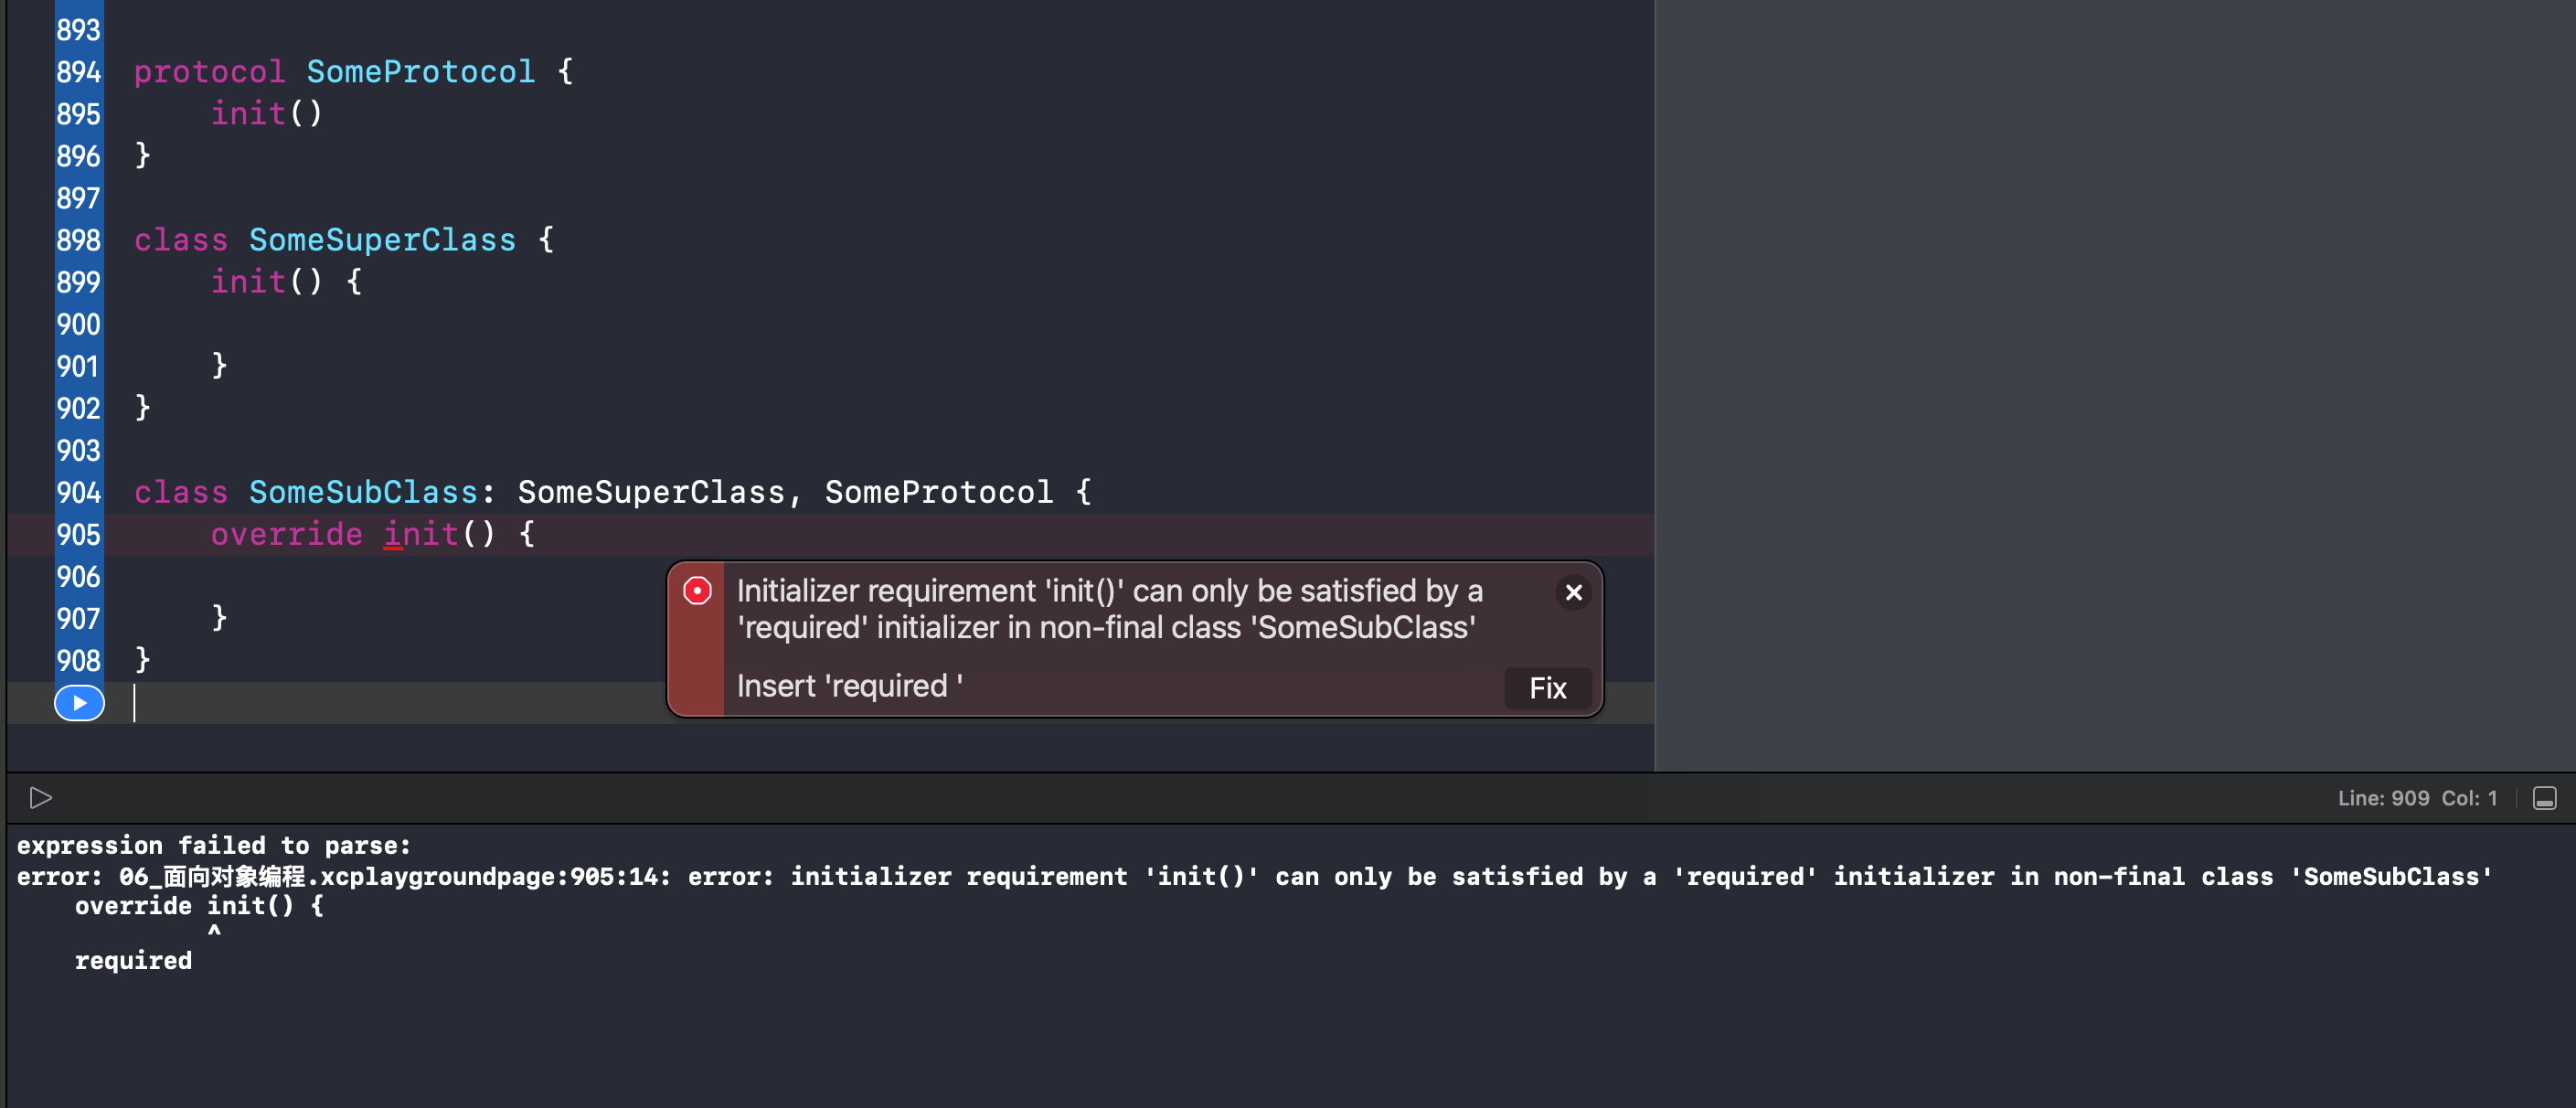 893
894 protocol SomeProtocol {
895     init()
896 }
897
898 class SomeSuperClass {
899     init() {
900
901     }
902 }
903
904 class SomeSubClass: SomeSuperClass, SomeProtocol {
905     override init() {
906
907     }
908 }
Initializer requirement 'init()' can only be satisfied by a
'required' initializer in non-final class 'SomeSubClass'
Insert 'required '
Fix
Line: 909 Col: 1
expression failed to parse:
error: 06_面向对象编程.xcplaygroundpage:905:14: error: initializer requirement 'init()' can only be satisfied by a 'required' initializer in non-final class 'SomeSubClass'
    override init() {
             ^
    required